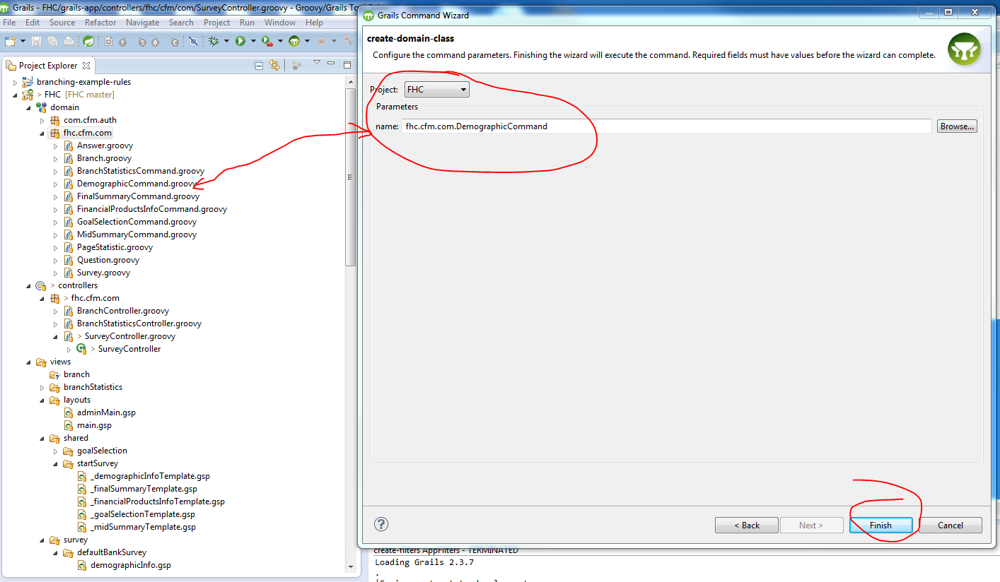 Grails - FHC/grails-app/controllers/fhc/cfm/com/SurveyController.groovy - Groovy/Grails
File Edit Source Refactor Navigate Search Project Run Window Help
Project Explorer
branching-example-rules
> FHC [FHC master]
domain
com.cfm.auth
fhc.cfm.com
Answer.groovy
Branch.groovy
BranchStatisticsCommand.groovy
DemographicCommand.groovy
FinalSummaryCommand.groovy
FinancialProductsInfoCommand.groovy
GoalSelectionCommand.groovy
MidSummaryCommand.groovy
PageStatistic.groovy
Question.groovy
Survey.groovy
> controllers
> fhc.cfm.com
BranchController.groovy
BranchStatisticsController.groovy
> SurveyController.groovy
> SurveyController
views
branch
branchStatistics
layouts
adminMain.gsp
main.gsp
shared
goalSelection
startSurvey
_demographicInfoTemplate.gsp
_finalSummaryTemplate.gsp
_financialProductsInfoTemplate.gsp
_goalSelectionTemplate.gsp
_midSummaryTemplate.gsp
survey
defaultBankSurvey
demographicInfo.gsp
Grails Command Wizard
create-domain-class
Configure the command parameters. Finishing the wizard will execute the command. Required fields must have values before the wizard can complete.
Project: FHC
Parameters
name: fhc.cfm.com.DemographicCommand Browse...
< Back Next > Finish Cancel
create-filters AppFilters - TERMINATED
Loading Grails 2.3.7
.